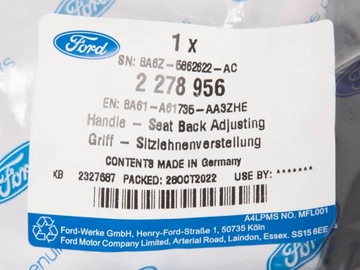 Ford
1 x
SN: 8A6Z-5862622-AC
2 278 956
EN: 8A61-A61735-AA3ZHE
Handle - Seat Back Adjusting
Griff - Sitzlehnenverstellung
CONTENTS MADE IN Germany
KB 2327687 PACKED: 28OCT2022 USE BY: *******
A4LPMS NO. MFL001
Ford-Werke GmbH, Henry-Ford-Straße 1, 50735 Köln
Ford Motor Company Limited, Arterial Road, Laindon, Essex. SS15 6EE